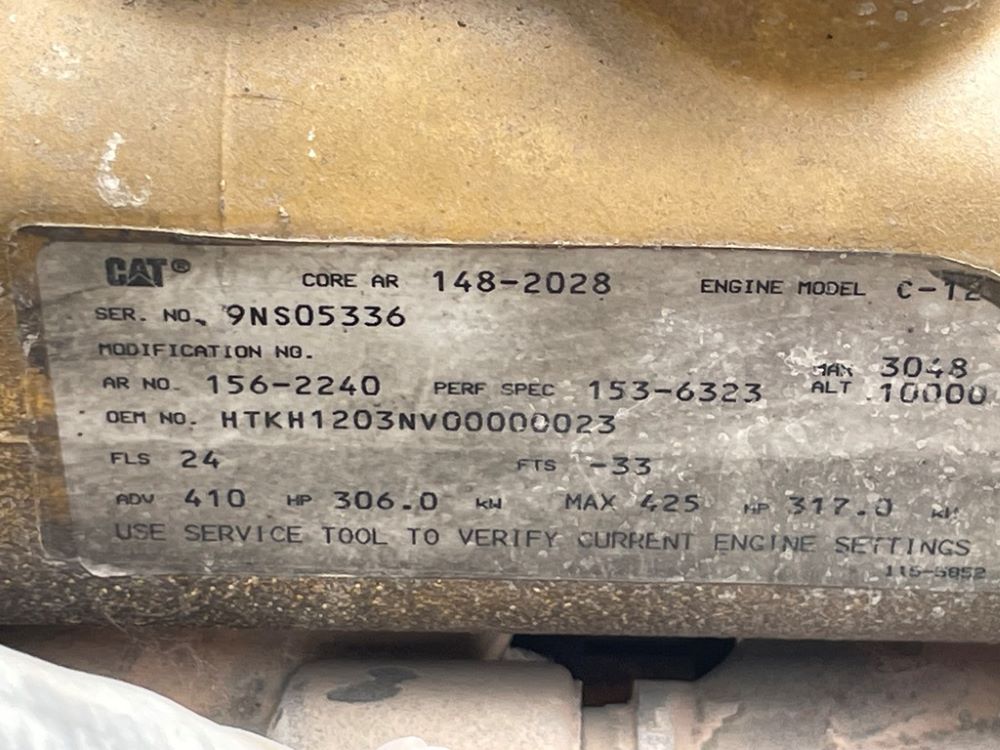 CAT® CORE AR 148-2028 ENGINE MODEL C-12
SER. NO. 9NS05336
MODIFICATION NO.
MAX 3048
AR NO. 156-2240 PERF SPEC 153-6323 ALT 10000
OEM NO. HTKH1203NV00000023
FLS 24 FTS -33
ADV 410 HP 306.0 kW MAX 425 HP 317.0 kW
USE SERVICE TOOL TO VERIFY CURRENT ENGINE SETTINGS
115-5852